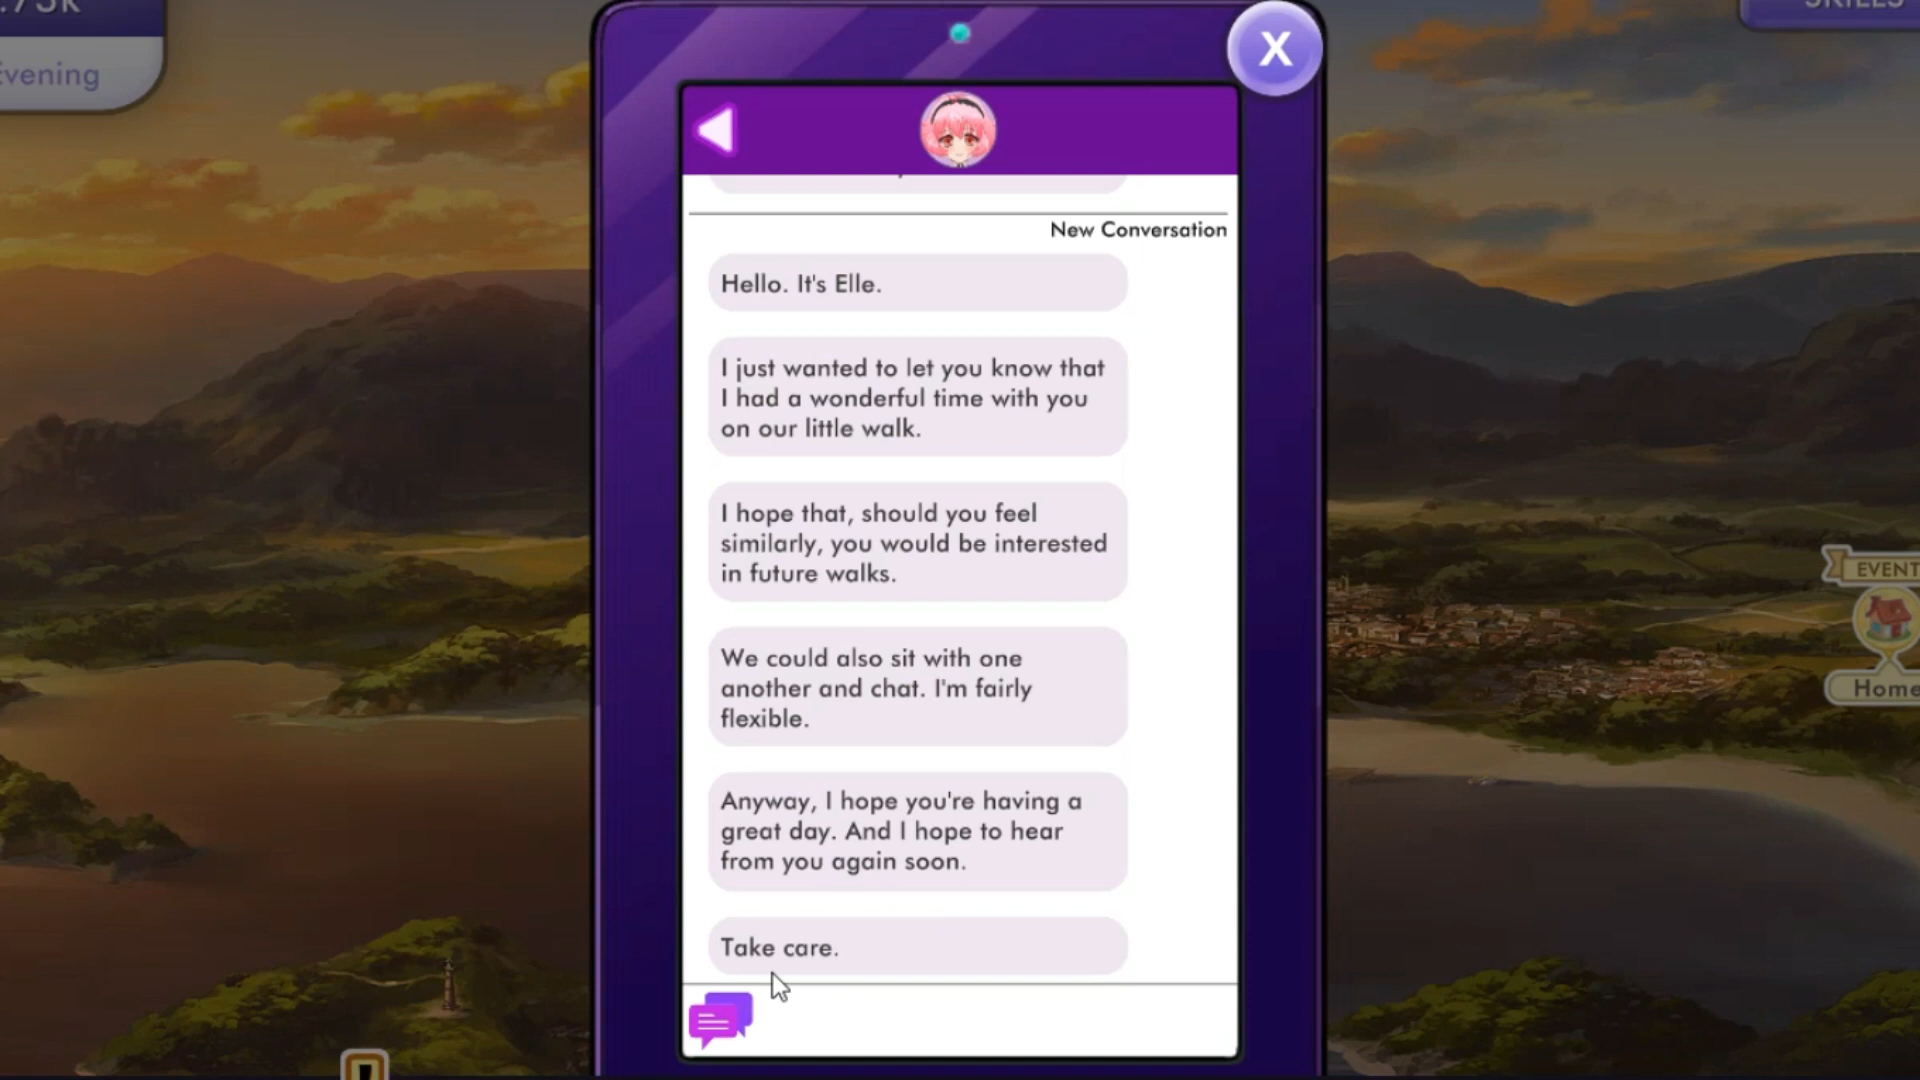 .75k
Evening
SKILLS
X
New Conversation
Hello. It's Elle.
I just wanted to let you know that
I had a wonderful time with you
on our little walk.
I hope that, should you feel
similarly, you would be interested
in future walks.
We could also sit with one
another and chat. I'm fairly
flexible.
Anyway, I hope you're having a
great day. And I hope to hear
from you again soon.
Take care.
EVENT
Home
!